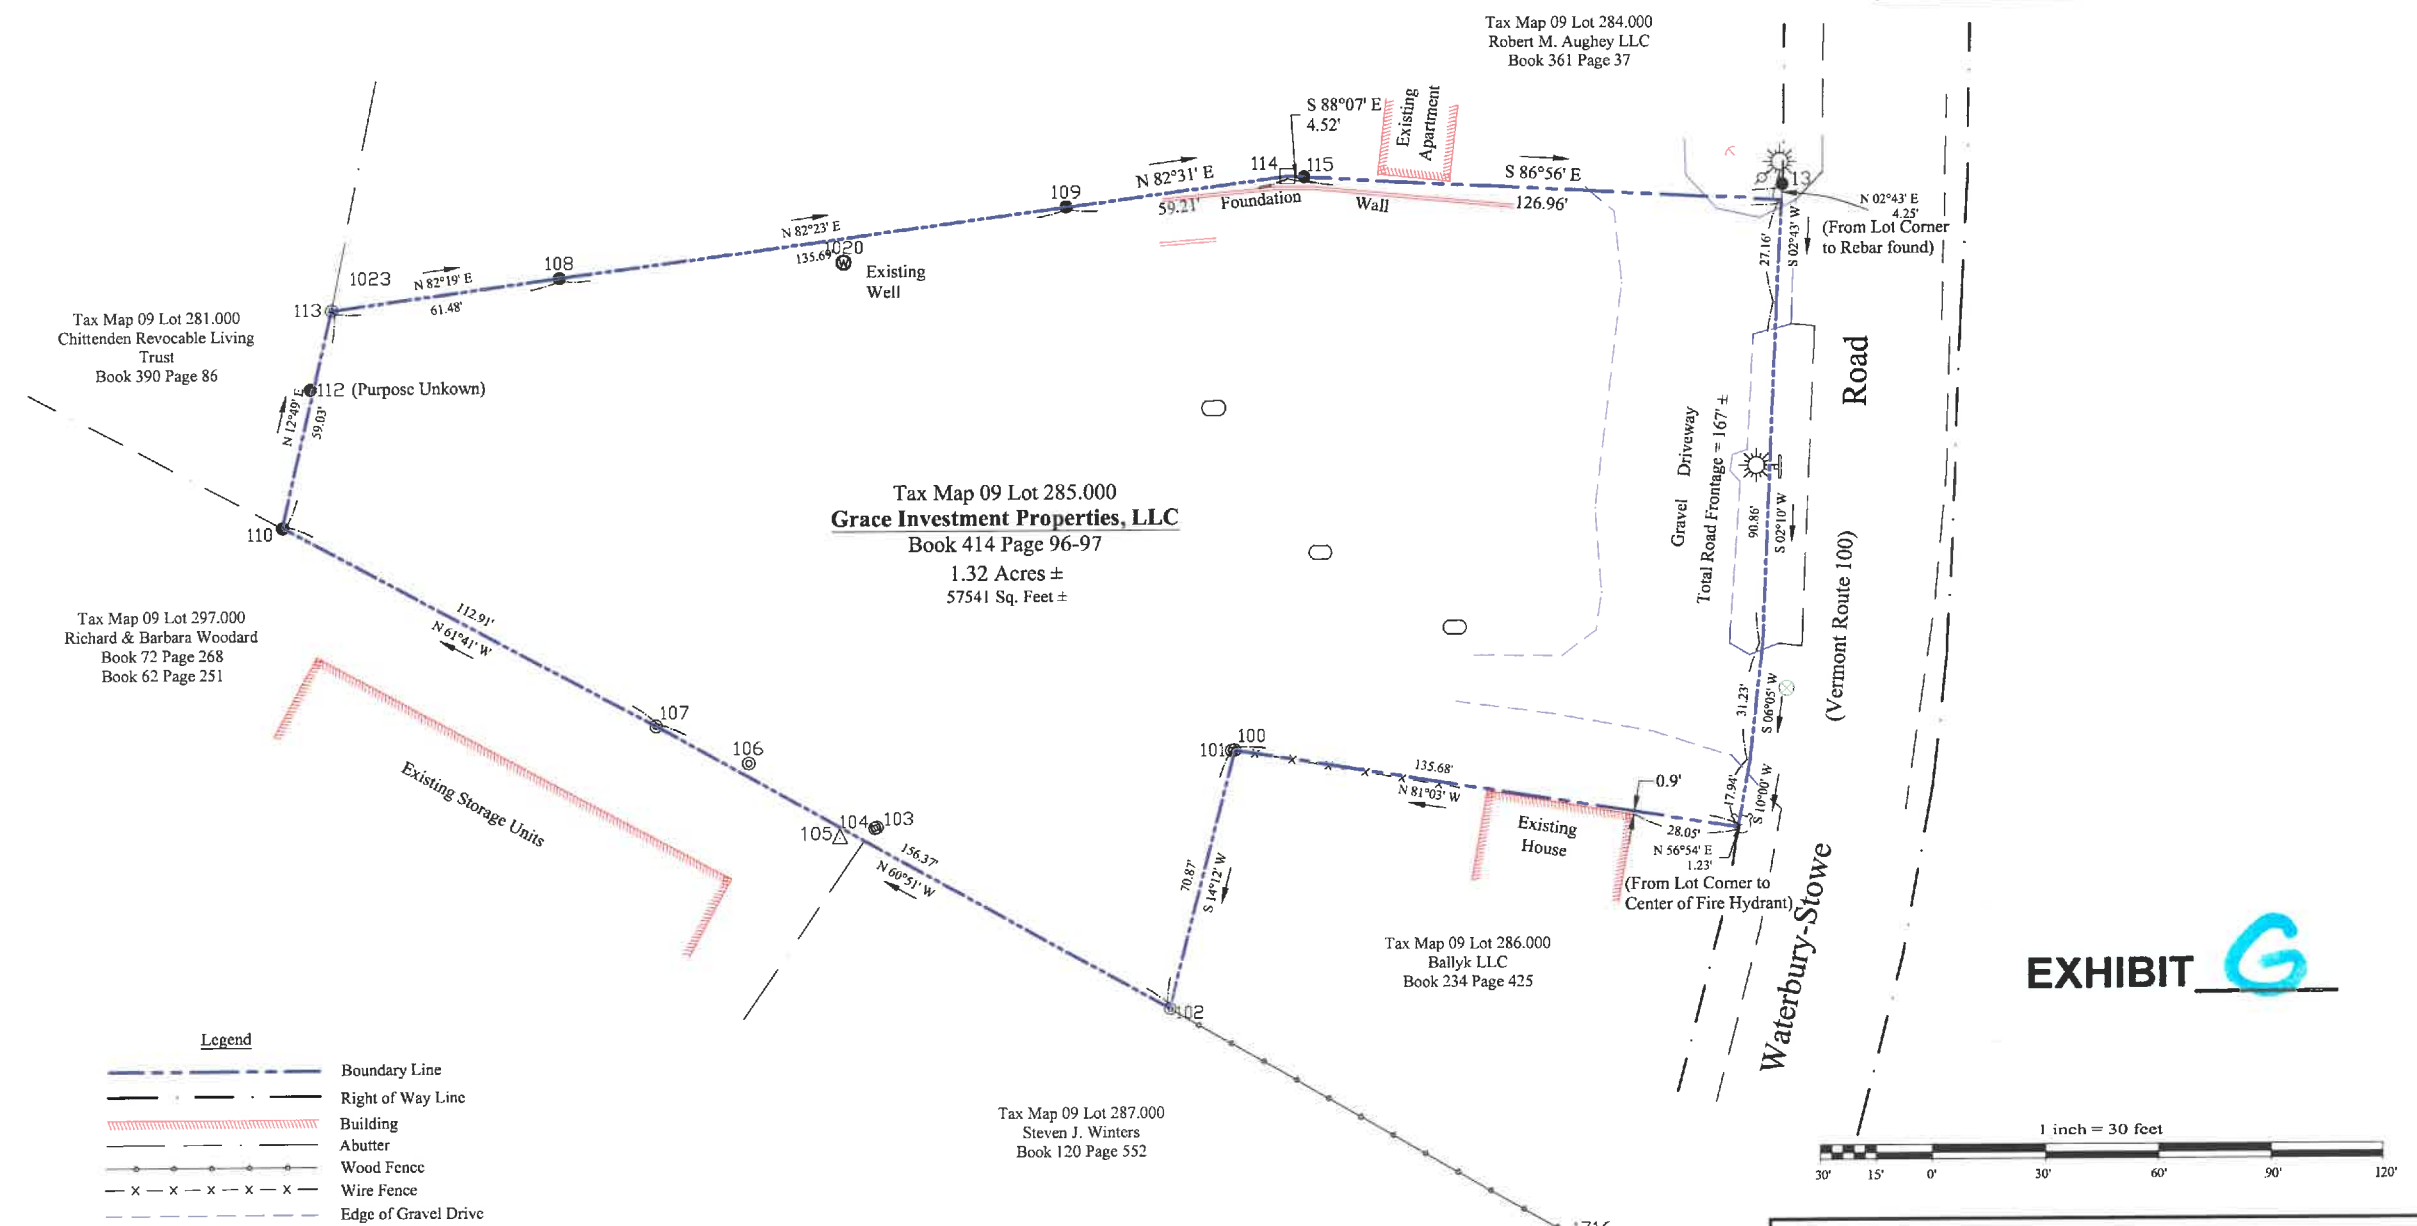 Tax Map 09 Lot 284.000
Robert M. Aughey LLC
Book 361 Page 37
S 88°07' E
4.52'
Existing
Apartment
114
115
N 82°31' E
59.21'
Foundation
Wall
S 86°56' E
126.96'
13
N 02°43' E
4.25'
(From Lot Corner
to Rebar found)
27.16'
S 02°43' W
109
N 82°23' E
135.69'
1020
Existing
Well
108
1023
N 82°19' E
61.48'
113
Tax Map 09 Lot 281.000
Chittenden Revocable Living
Trust
Book 390 Page 86
112 (Purpose Unkown)
N 12°49' E
59.03'
110
Tax Map 09 Lot 285.000
Grace Investment Properties, LLC
Book 414 Page 96-97
1.32 Acres ±
57541 Sq. Feet ±
Gravel Driveway
Total Road Frontage = 167' ±
90.86'
S 02°10' W
Road
(Vermont Route 100)
Waterbury-Stowe
Tax Map 09 Lot 297.000
Richard & Barbara Woodard
Book 72 Page 268
Book 62 Page 251
112.91'
N 61°41' W
107
106
Existing Storage Units
105
104
103
156.37'
N 60°51' W
101
100
135.68'
N 81°03' W
0.9'
31.23'
S 06°05' W
17.94'
S 10°00' W
Existing
House
28.05'
N 56°54' E
1.23'
(From Lot Corner to
Center of Fire Hydrant)
70.87'
S 14°12' W
102
Tax Map 09 Lot 286.000
Ballyk LLC
Book 234 Page 425
EXHIBIT G
Tax Map 09 Lot 287.000
Steven J. Winters
Book 120 Page 552
Legend
Boundary Line
Right of Way Line
Building
Abutter
Wood Fence
Wire Fence
Edge of Gravel Drive
1 inch = 30 feet
30' 15' 0' 30' 60' 90' 120'